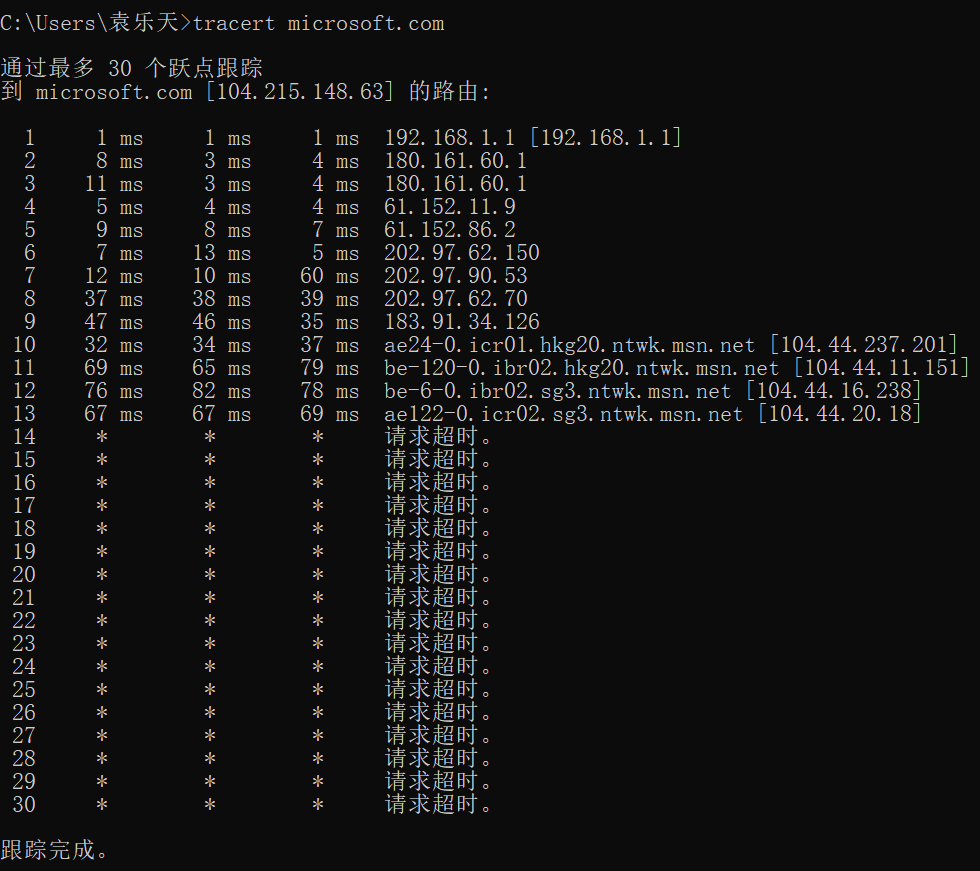 C:\Users\袁乐天>tracert microsoft.com
通过最多 30 个跃点跟踪
到 microsoft.com [104.215.148.63] 的路由:
1 1 ms 1 ms 1 ms 192.168.1.1 [192.168.1.1]
2 8 ms 3 ms 4 ms 180.161.60.1
3 11 ms 3 ms 4 ms 180.161.60.1
4 5 ms 4 ms 4 ms 61.152.11.9
5 9 ms 8 ms 7 ms 61.152.86.2
6 7 ms 13 ms 5 ms 202.97.62.150
7 12 ms 10 ms 60 ms 202.97.90.53
8 37 ms 38 ms 39 ms 202.97.62.70
9 47 ms 46 ms 35 ms 183.91.34.126
10 32 ms 34 ms 37 ms ae24-0.icr01.hkg20.ntwk.msn.net [104.44.237.201]
11 69 ms 65 ms 79 ms be-120-0.ibr02.hkg20.ntwk.msn.net [104.44.11.151]
12 76 ms 82 ms 78 ms be-6-0.ibr02.sg3.ntwk.msn.net [104.44.16.238]
13 67 ms 67 ms 69 ms ae122-0.icr02.sg3.ntwk.msn.net [104.44.20.18]
14 * * * 请求超时。
15 * * * 请求超时。
16 * * * 请求超时。
17 * * * 请求超时。
18 * * * 请求超时。
19 * * * 请求超时。
20 * * * 请求超时。
21 * * * 请求超时。
22 * * * 请求超时。
23 * * * 请求超时。
24 * * * 请求超时。
25 * * * 请求超时。
26 * * * 请求超时。
27 * * * 请求超时。
28 * * * 请求超时。
29 * * * 请求超时。
30 * * * 请求超时。
跟踪完成。